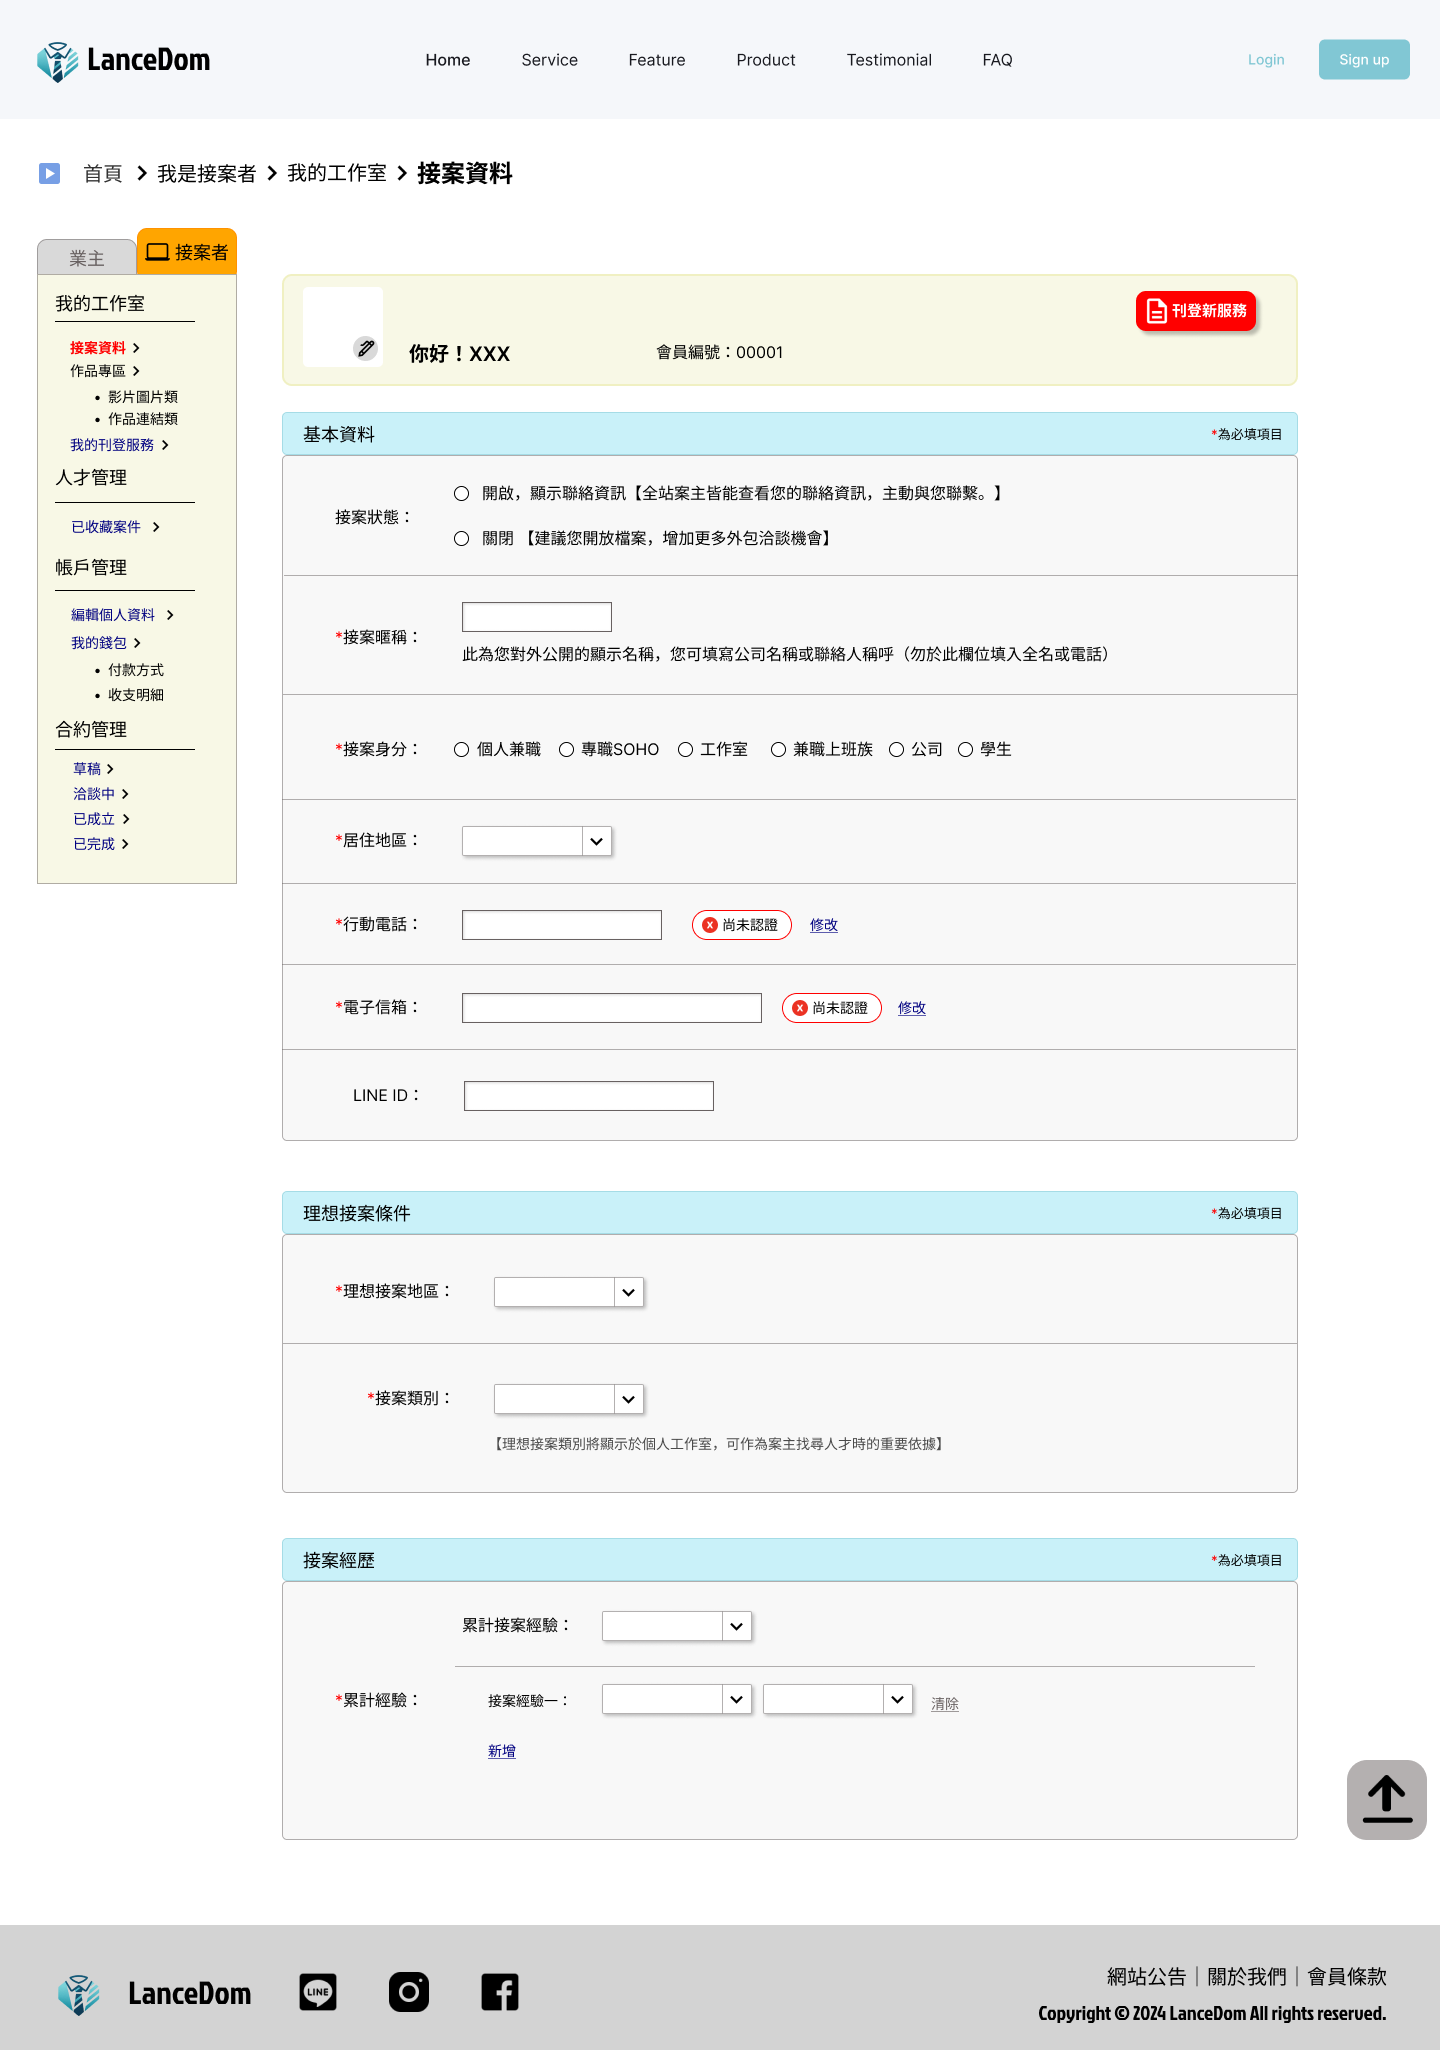 LanceDom
Home Service Feature Product Testimonial FAQ
Login Sign up
首頁 我是接案者 我的工作室 接案資料
業主 接案者
我的工作室
接案資料
作品專區
• 影片圖片類
• 作品連結類
我的刊登服務
人才管理
已收藏案件
帳戶管理
編輯個人資料
我的錢包
• 付款方式
• 收支明細
合約管理
草稿
洽談中
已成立
已完成
刊登新服務
你好！XXX 會員編號：00001
基本資料 *為必填項目
接案狀態：
開啟，顯示聯絡資訊【全站案主皆能查看您的聯絡資訊，主動與您聯繫。】
關閉 【建議您開放檔案，增加更多外包洽談機會】
*接案暱稱：
此為您對外公開的顯示名稱，您可填寫公司名稱或聯絡人稱呼（勿於此欄位填入全名或電話）
*接案身分： 個人兼職 專職SOHO 工作室 兼職上班族 公司 學生
*居住地區：
*行動電話： X 尚未認證 修改
*電子信箱： X 尚未認證 修改
LINE ID：
理想接案條件 *為必填項目
*理想接案地區：
*接案類別：
【理想接案類別將顯示於個人工作室，可作為案主找尋人才時的重要依據】
接案經歷 *為必填項目
累計接案經驗：
*累計經驗： 接案經驗一： 清除
新增
LanceDom LINE
網站公告｜關於我們｜會員條款
Copyright © 2024 LanceDom All rights reserved.